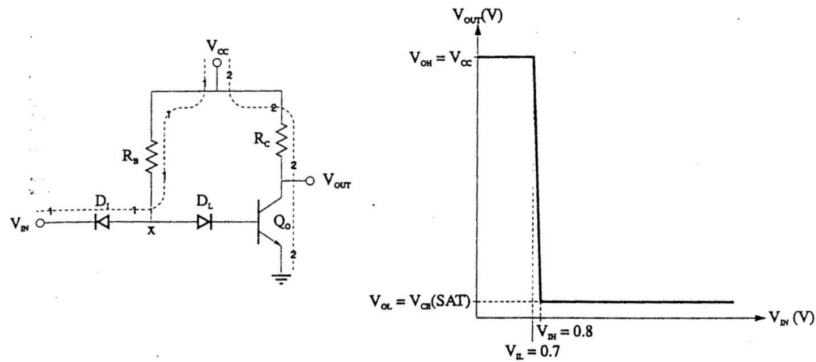 V_CC
1
2
1
2
R_B
R_C
1
2
V_OUT
D_I
D_L
1
1
V_IN
X
Q_O
2
V_OUT(V)
V_OH = V_CC
V_OL = V_CE(SAT)
V_IN (V)
V_IH = 0.8
V_IL = 0.7